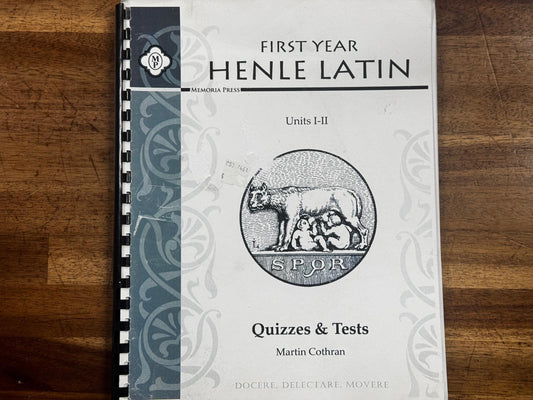 M
P
FIRST YEAR
HENLE LATIN
MEMORIA PRESS
Units I-II
SPQR
Quizzes & Tests
Martin Cothran
DOCERE, DELECTARE, MOVERE